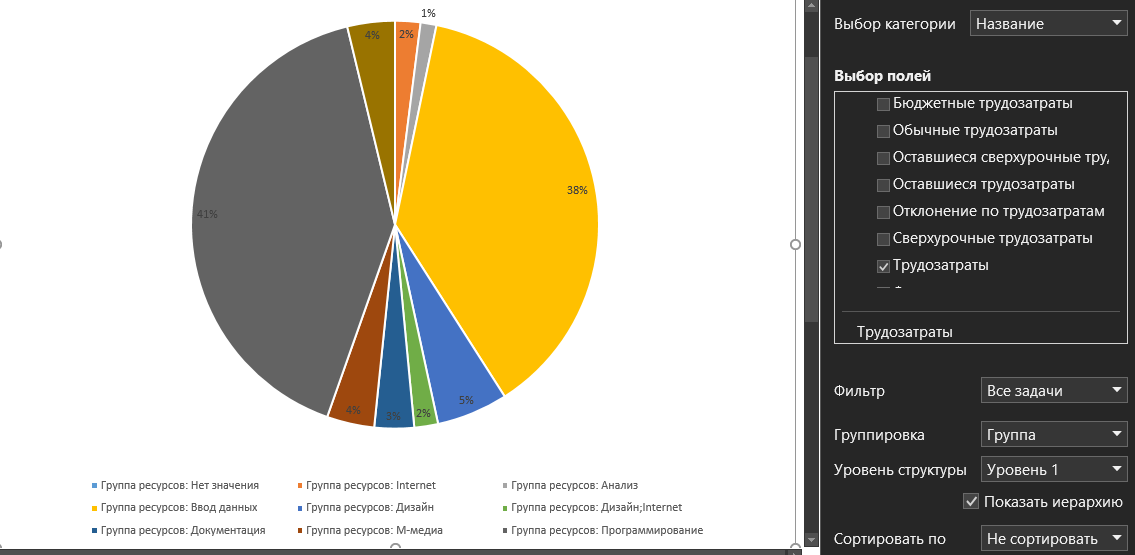 1%
2%
4%
38%
41%
5%
2%
3%
4%
Группа ресурсов: Нет значения
Группа ресурсов: Internet
Группа ресурсов: Анализ
Группа ресурсов: Ввод данных
Группа ресурсов: Дизайн
Группа ресурсов: Дизайн;Internet
Группа ресурсов: Документация
Группа ресурсов: М-медиа
Группа ресурсов: Программирование
Выбор категории
Название
Выбор полей
Бюджетные трудозатраты
Обычные трудозатраты
Оставшиеся сверхурочные тру
Оставшиеся трудозатраты
Отклонение по трудозатратам
Сверхурочные трудозатраты
Трудозатраты
Трудозатраты
Фильтр
Все задачи
Группировка
Группа
Уровень структуры
Уровень 1
Показать иерархию
Сортировать по
Не сортировать